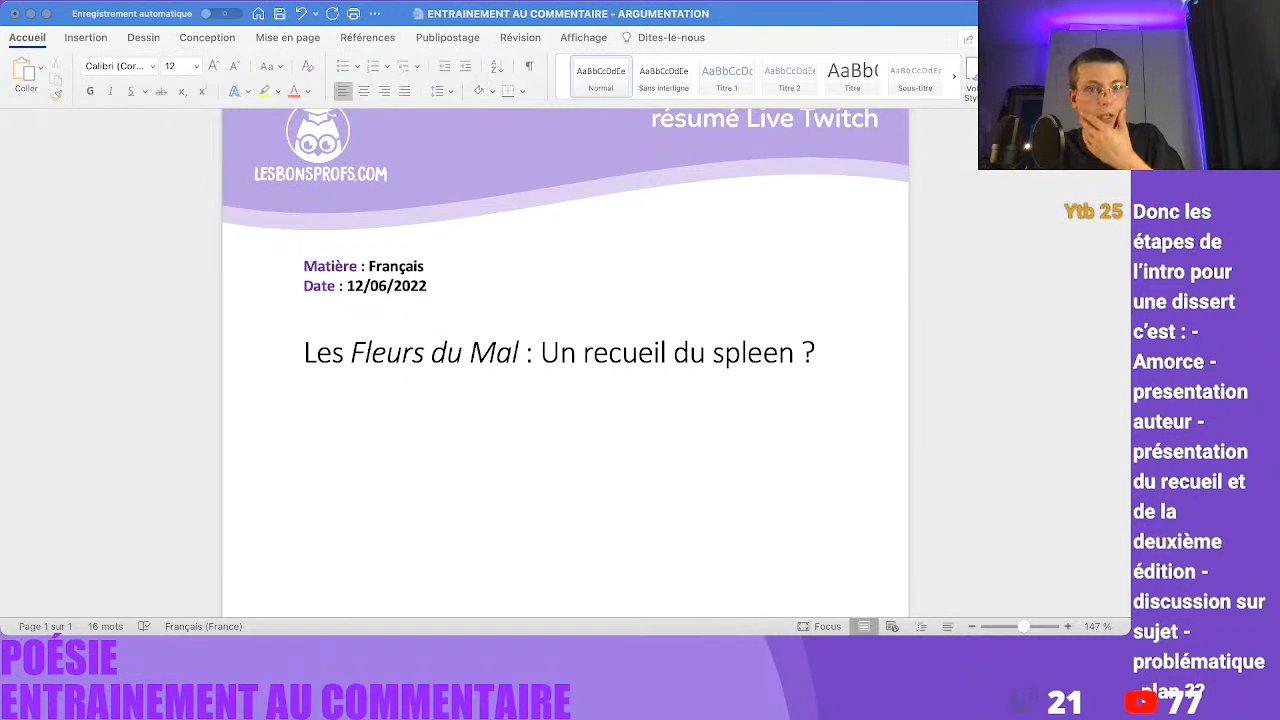 Enregistrement automatique
ENTRAINEMENT AU COMMENTAIRE - ARGUMENTATION
Accueil Insertion Dessin Conception Mise en page Références Publipostage Révision Affichage Dites-le-nous
Coller
Calibri (Cor... 12
AaBbCcDdEe AaBbCcDdEe AaBbCcDc AaBbCcDdEe AaBb( AaBbCcDdEe
Normal Sans interligne Titre 1 Titre 2 Titre Sous-titre
résumé Live Twitch
LESBONSPROFS.COM
Matière : Français
Date : 12/06/2022
Les Fleurs du Mal : Un recueil du spleen ?
Ytb 25
Donc les
étapes de
l’intro pour
une dissert
c’est : -
Amorce -
presentation
auteur -
présentation
du recueil et
de la
deuxième
édition -
discussion sur
sujet -
problématique
- plan ??
Page 1 sur 1 16 mots Français (France) Focus 147 %
POÉSIE
ENTRAINEMENT AU COMMENTAIRE
21 77